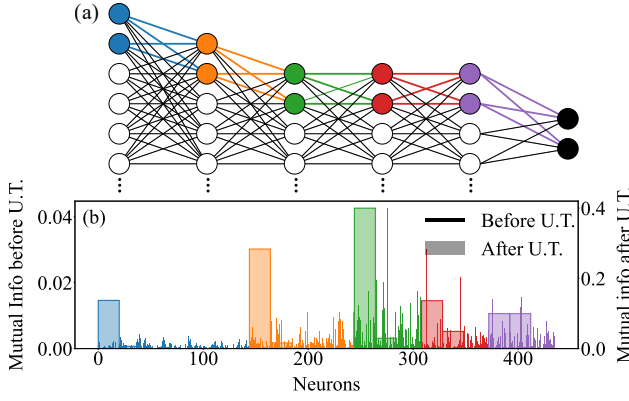 (a)
(b)
Mutual Info before U.T.
0.04
0.02
0.00
Before U.T.
After U.T.
0.4
0.2
0.0
Mutual info after U.T.
0 100 200 300 400
Neurons